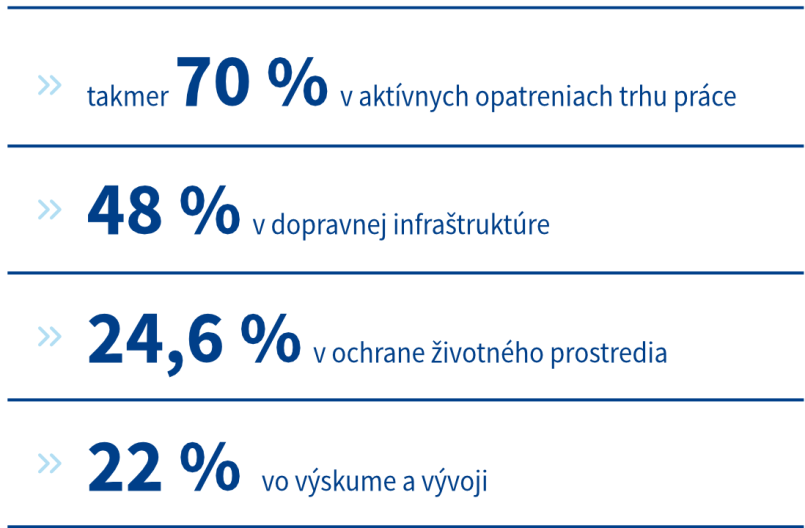 » takmer 70 % v aktívnych opatreniach trhu práce
» 48 % v dopravnej infraštruktúre
» 24,6 % v ochrane životného prostredia
» 22 % vo výskume a vývoji